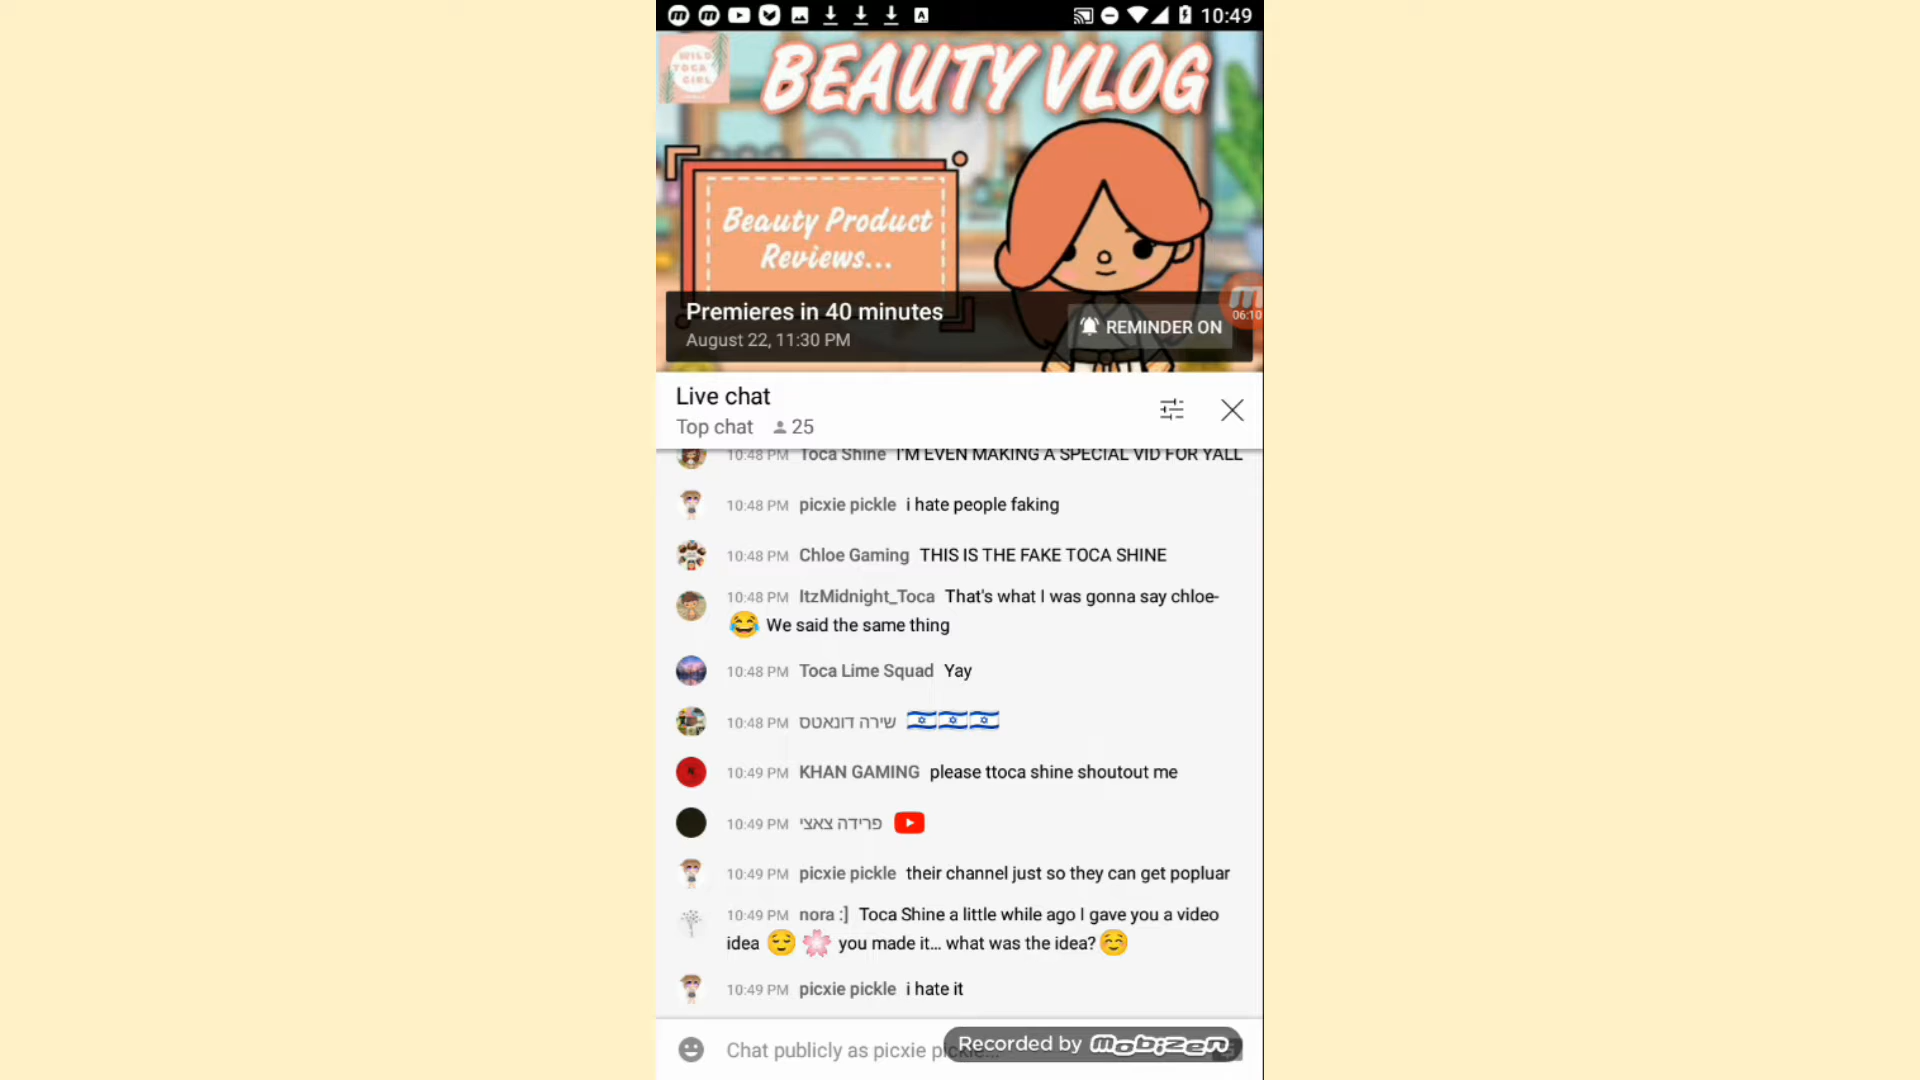 10:49
WILD
TOCA
GIRL
BEAUTY VLOG
Beauty Product
Reviews...
Premieres in 40 minutes
August 22, 11:30 PM
REMINDER ON
06:10
Live chat
Top chat 25
10:48 PM Toca Shine I'M EVEN MAKING A SPECIAL VID FOR YALL
10:48 PM picxie pickle i hate people faking
10:48 PM Chloe Gaming THIS IS THE FAKE TOCA SHINE
10:48 PM ItzMidnight_Toca That's what I was gonna say chloe-
😂 We said the same thing
10:48 PM Toca Lime Squad Yay
10:48 PM שירה דונאטס 🇮🇱🇮🇱🇮🇱
10:49 PM KHAN GAMING please ttoca shine shoutout me
10:49 PM פרידה צאצי
10:49 PM picxie pickle their channel just so they can get popluar
10:49 PM nora :] Toca Shine a little while ago I gave you a video
idea 😌🌸 you made it... what was the idea?☺️
10:49 PM picxie pickle i hate it
Chat publicly as picxie
Recorded by mobizen